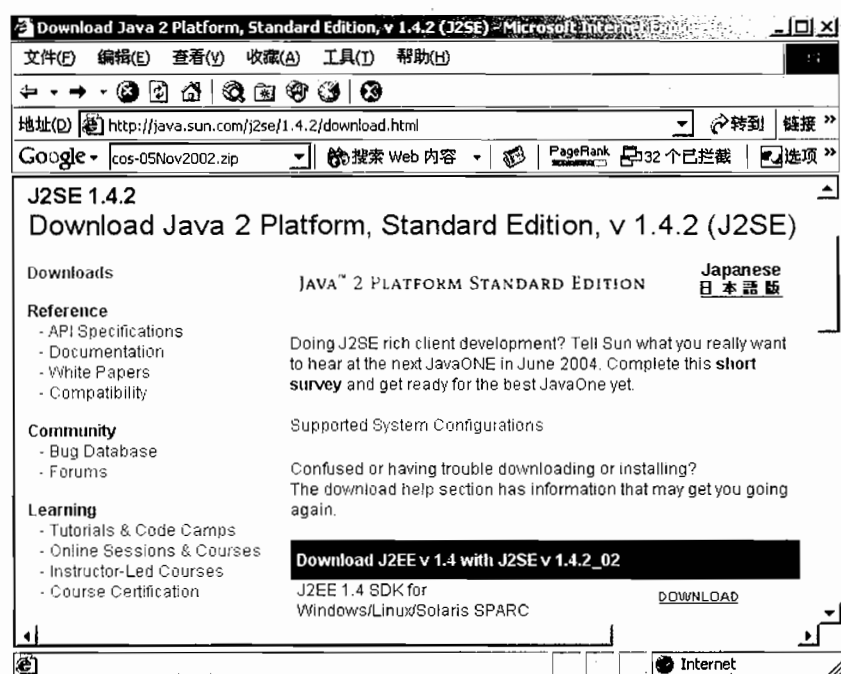 Download Java 2 Platform, Standard Edition, v 1.4.2 (J2SE) - Microsoft Internet
文件(F) 编辑(E) 查看(V) 收藏(A) 工具(T) 帮助(H)
地址(D) http://java.sun.com/j2se/1.4.2/download.html 转到 链接 »
Google cos-05Nov2002.zip 搜索 Web 内容 PageRank 32 个已拦截 选项 »
J2SE 1.4.2
Download Java 2 Platform, Standard Edition, v 1.4.2 (J2SE)
Downloads
Reference
- API Specifications
- Documentation
- White Papers
- Compatibility
Community
- Bug Database
- Forums
Learning
- Tutorials & Code Camps
- Online Sessions & Courses
- Instructor-Led Courses
- Course Certification
JAVA™ 2 PLATFORM STANDARD EDITION
Japanese
日本語版
Doing J2SE rich client development? Tell Sun what you really want
to hear at the next JavaONE in June 2004. Complete this short
survey and get ready for the best JavaOne yet.
Supported System Configurations
Confused or having trouble downloading or installing?
The download help section has information that may get you going
again.
Download J2EE v 1.4 with J2SE v 1.4.2_02
J2EE 1.4 SDK for
Windows/Linux/Solaris SPARC
DOWNLOAD
Internet